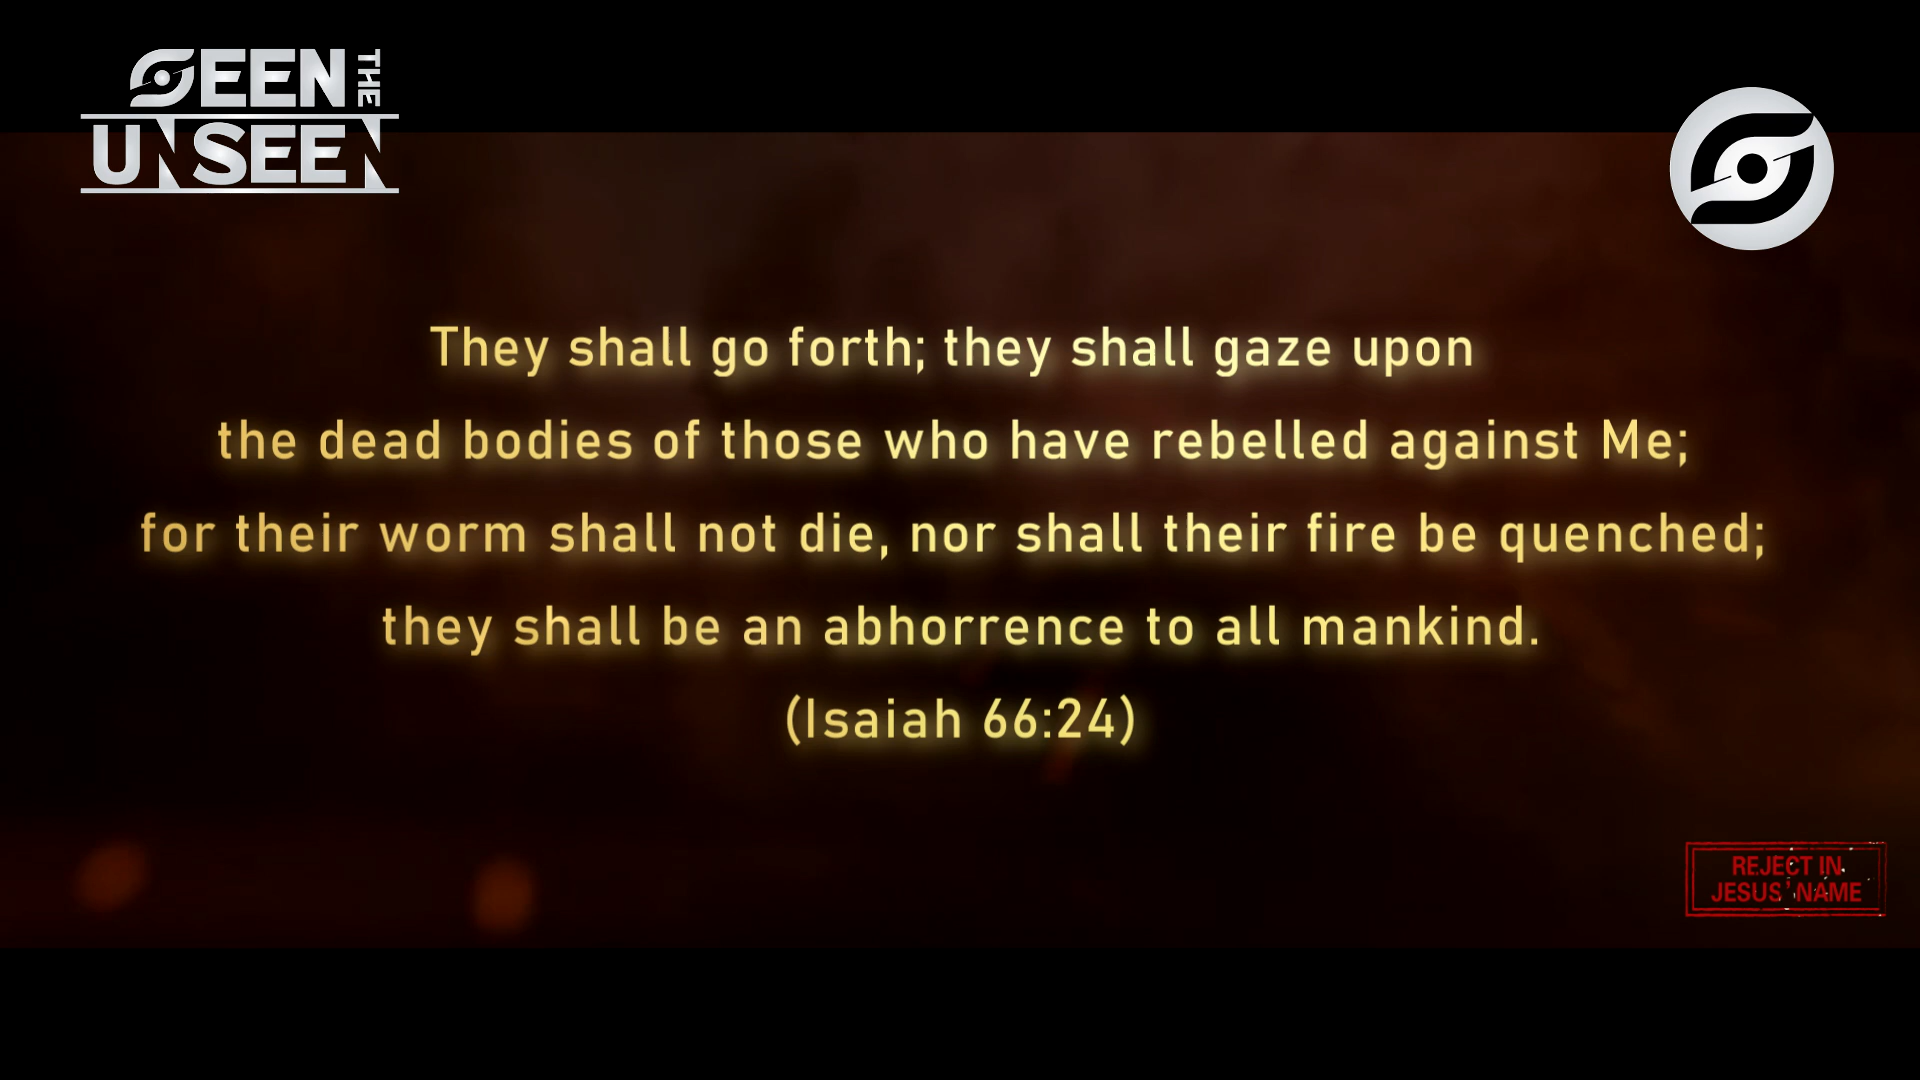 SEEN THE
UNSEEN
They shall go forth; they shall gaze upon
the dead bodies of those who have rebelled against Me;
for their worm shall not die, nor shall their fire be quenched;
they shall be an abhorrence to all mankind.
(Isaiah 66:24)
REJECT IN
JESUS' NAME